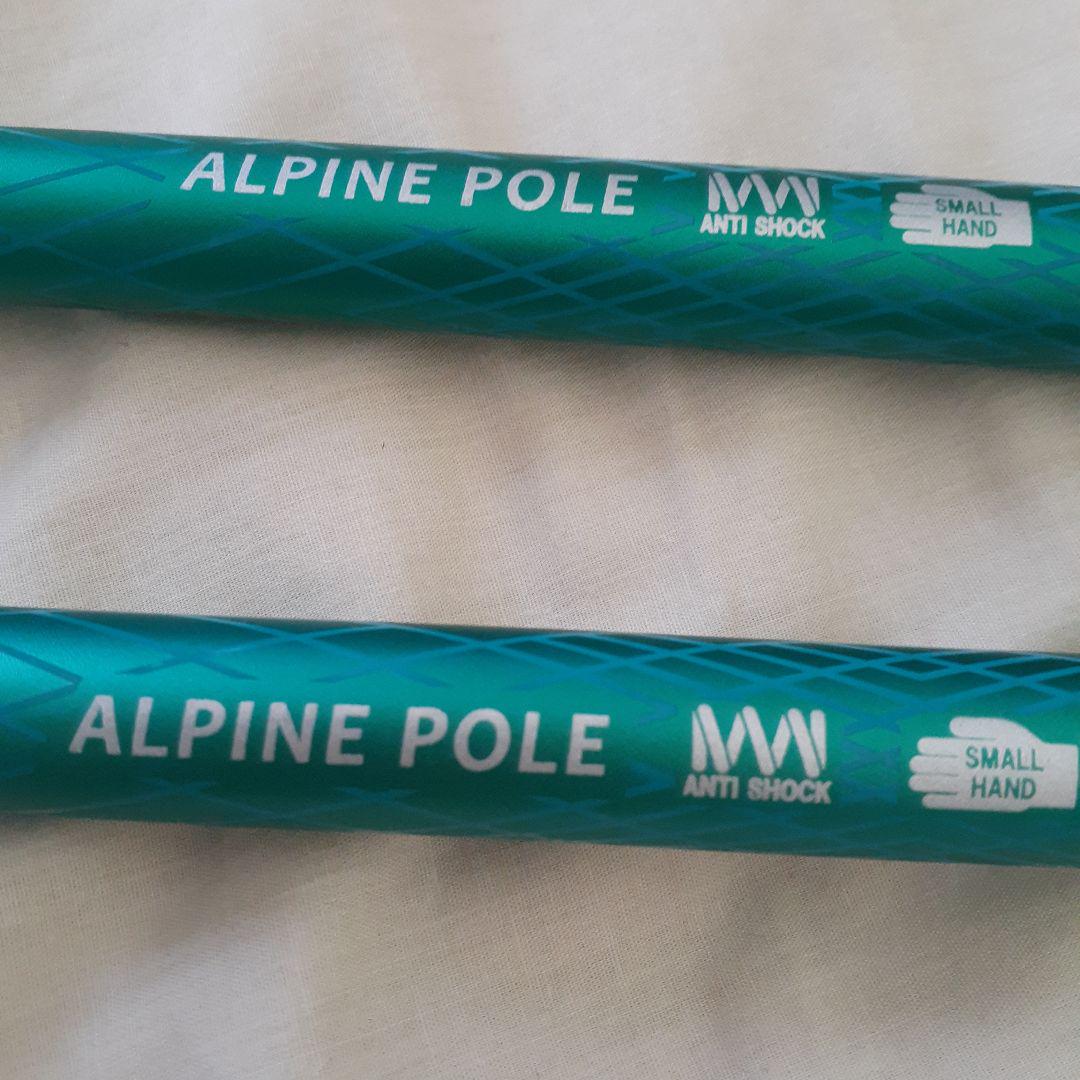 ALPINE POLE
ANTI SHOCK
SMALL
HAND
ALPINE POLE
ANTI SHOCK
SMALL
HAND